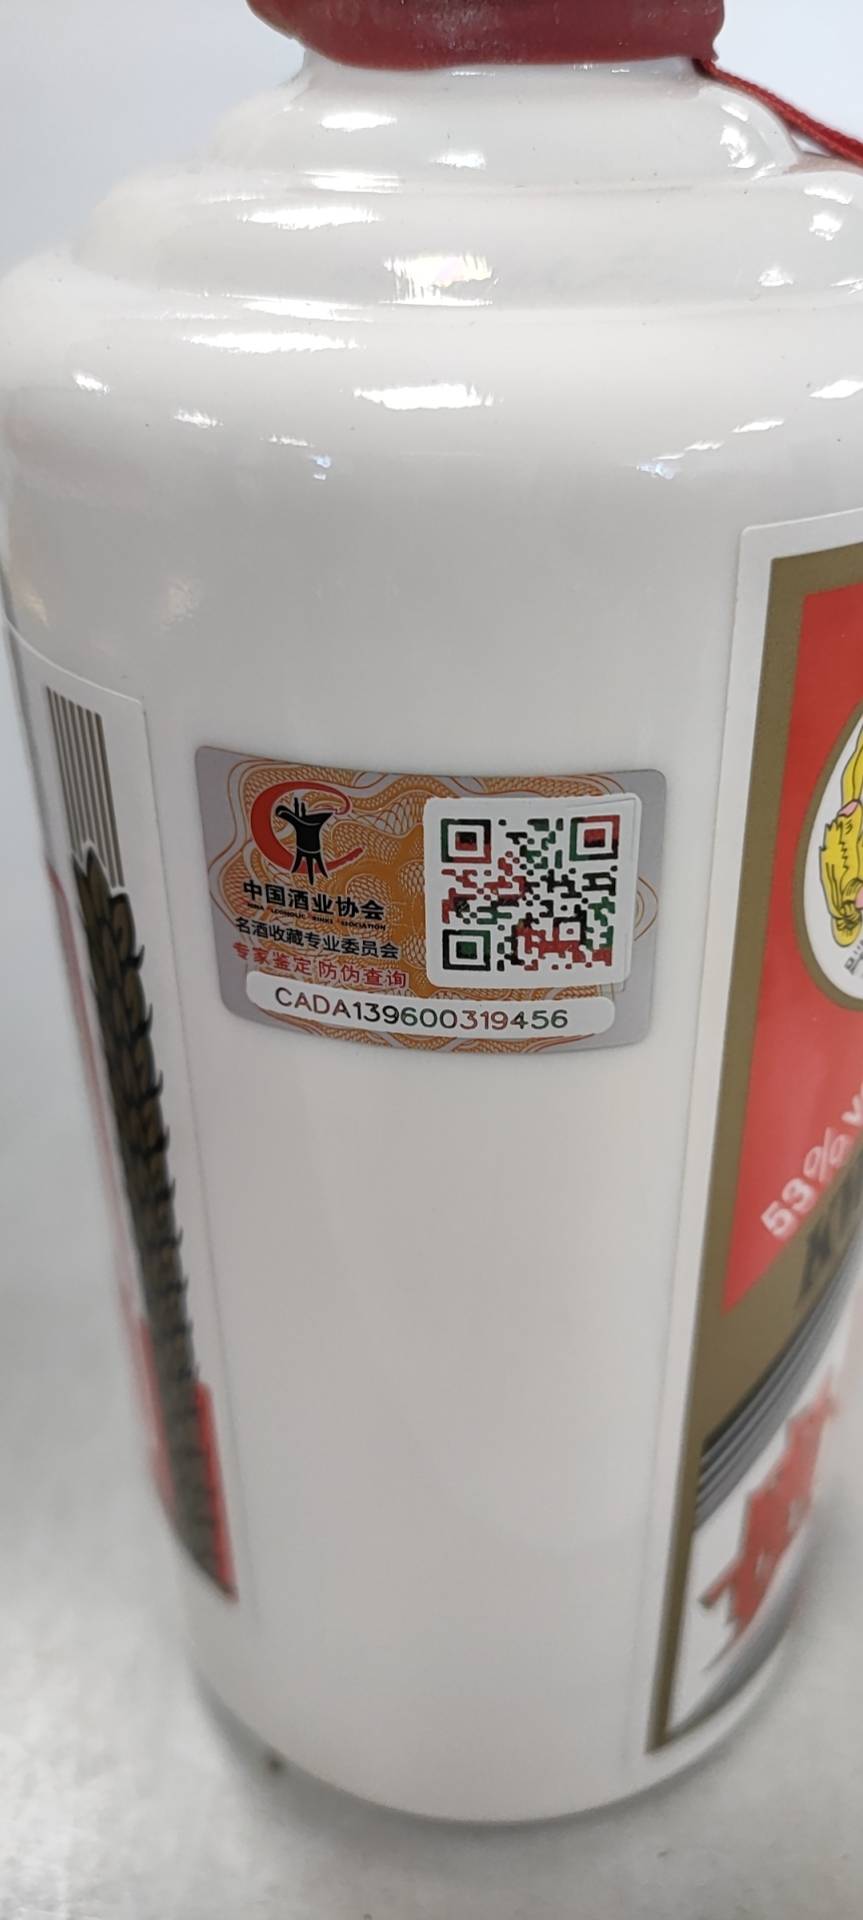 中国酒业协会
名酒收藏专业委员会
专家鉴定 防伪查询
CADA139600319456
53%